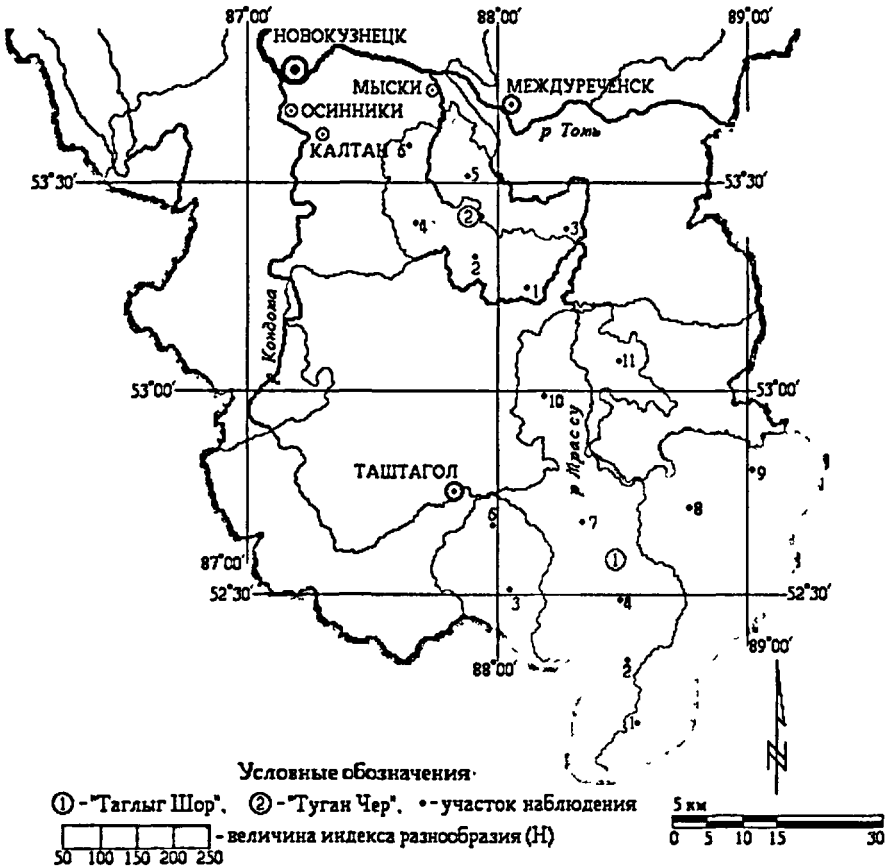 87°00′ 88°00′ 89°00′
НОВОКУЗНЕЦК
МЫСКИ
МЕЖДУРЕЧЕНСК
ОСИННИКИ
р Томь
КАЛТАН 6
5
53°30′ 53°30′
4 2 3
2
1
р Кондома
11
53°00′ 53°00′
10
р Мрассу
ТАШТАГОЛ
9
6 7 8
1
87°00′
52°30′ 3 4 52°30′
89°00′
88°00′ 2
1
Условные обозначения·
1 - "Таглыг Шор", 2 - "Туган Чер", • - участок наблюдения
- величина индекса разнообразия (Н)
50 100 150 200 250
5 км
0 5 10 15 30